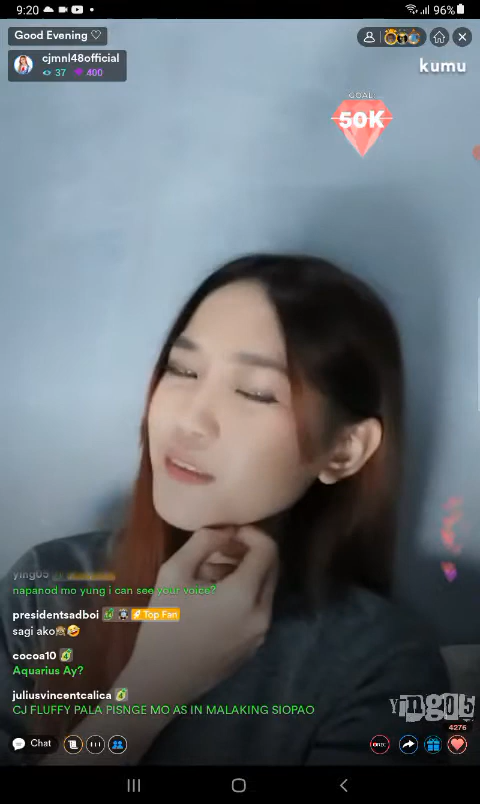 9:20
96%
Good Evening ♡
cjmnl48official
37
400
kumu
GOAL:
50K
ying05
napanod mo yung i can see your voice?
presidentsadboi Top Fan
sagi ako🙈🤣
cocoa10
Aquarius Ay?
juliusvincentcalica
CJ FLUFFY PALA PISNGE MO AS IN MALAKING SIOPAO
Ying05
4276
Chat